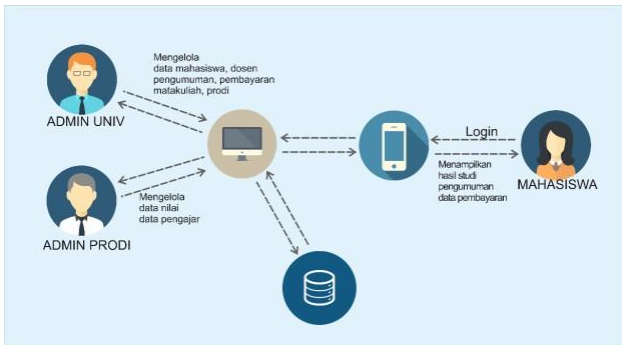 Mengelola
data mahasiswa, dosen
pengumuman, pembayaran
matakuliah, prodi
ADMIN UNIV
Login
Menampilkan
hasil studi
pengumuman
data pembayaran
MAHASISWA
Mengelola
data nilai
data pengajar
ADMIN PRODI